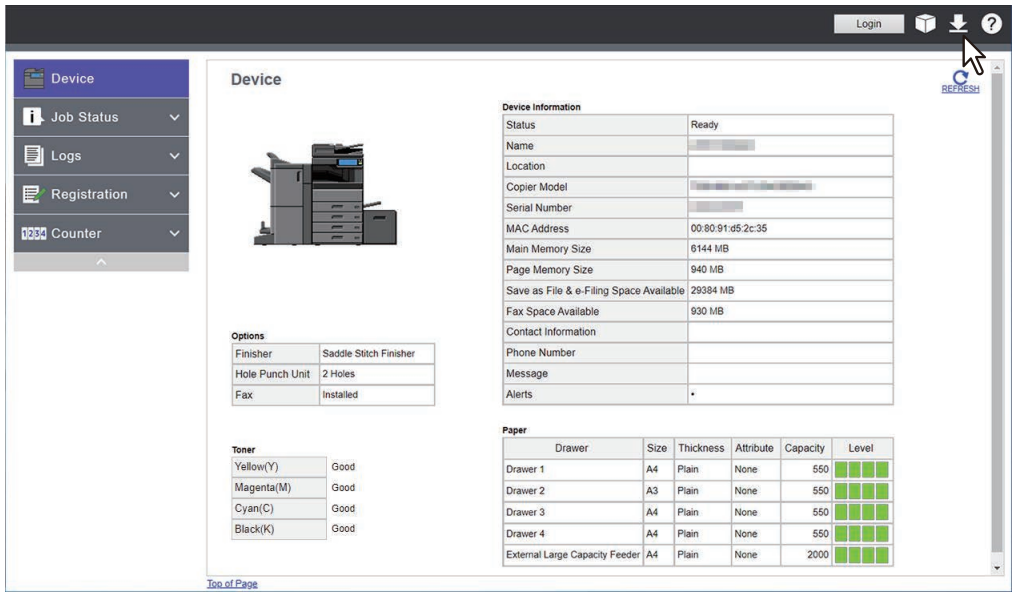 Login
?
Device
i Job Status
Logs
Registration
1234 Counter
Device
REFRESH
Device Information
Status Ready
Name
Location
Copier Model
Serial Number
MAC Address 00:80:91:d5:2c:35
Main Memory Size 6144 MB
Page Memory Size 940 MB
Save as File & e-Filing Space Available 29384 MB
Fax Space Available 930 MB
Contact Information
Phone Number
Message
Alerts •
Options
Finisher Saddle Stitch Finisher
Hole Punch Unit 2 Holes
Fax Installed
Toner
Yellow(Y) Good
Magenta(M) Good
Cyan(C) Good
Black(K) Good
Paper
Drawer Size Thickness Attribute Capacity Level
Drawer 1 A4 Plain None 550
Drawer 2 A3 Plain None 550
Drawer 3 A4 Plain None 550
Drawer 4 A4 Plain None 550
External Large Capacity Feeder A4 Plain None 2000
Top of Page